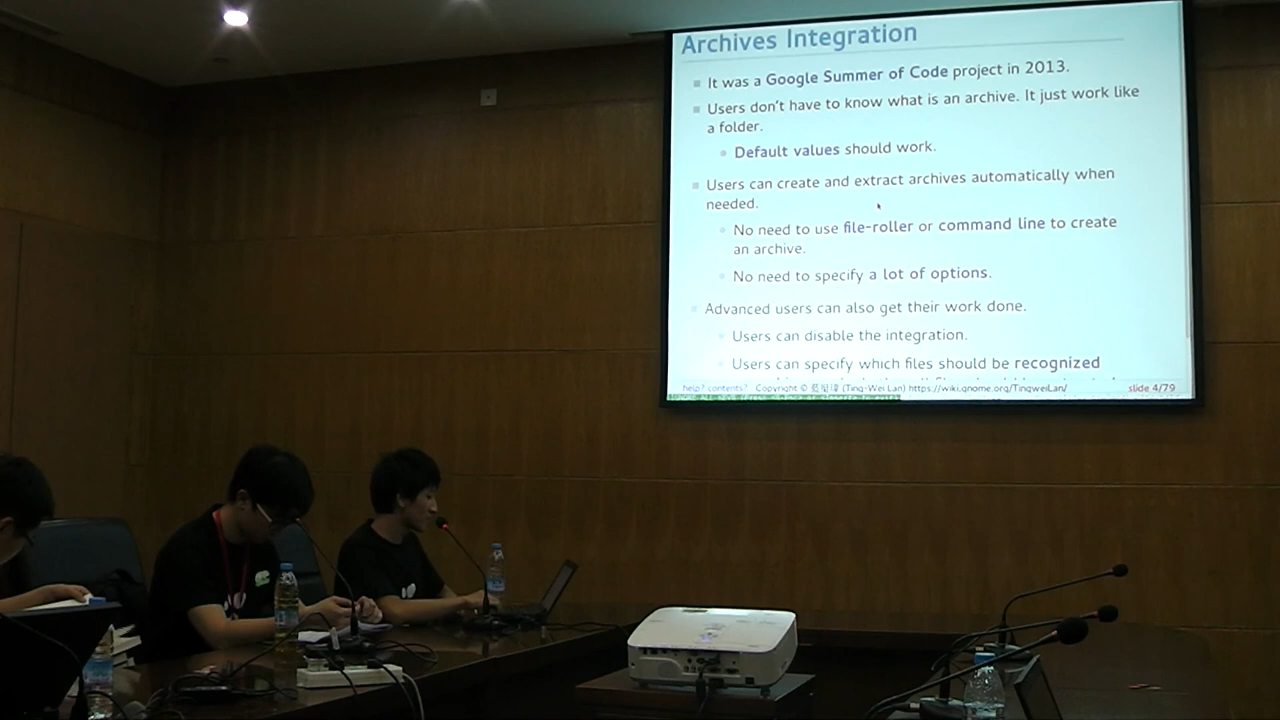 Archives Integration
It was a Google Summer of Code project in 2013.
Users don't have to know what is an archive. It just work like
a folder.
Default values should work.
Users can create and extract archives automatically when
needed.
No need to use file-roller or command line to create
an archive.
No need to specify a lot of options.
Advanced users can also get their work done.
Users can disable the integration.
Users can specify which files should be recognized
help? contents? Copyright © (Ting-Wei Lan) https://wiki.gnome.org/TingweiLan/ slide 4/79